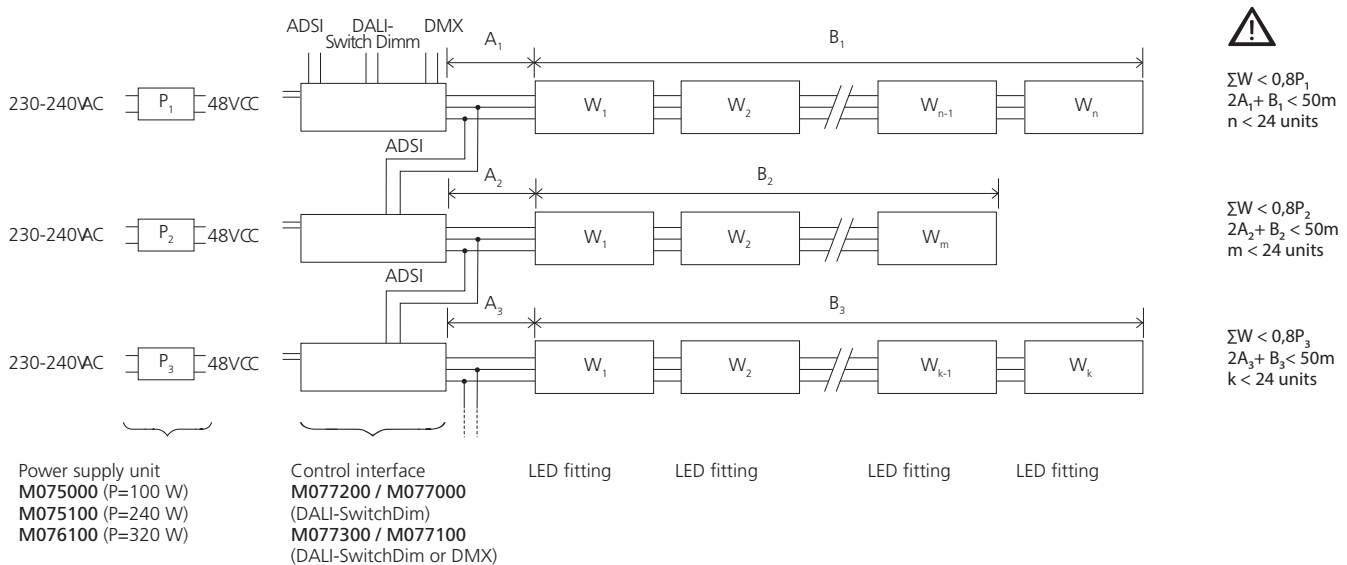 ADSI DALI- DMX
Switch Dimm
A1 B1
230-240VAC P1 48VCC W1 W2 Wn-1 Wn
∑W < 0,8P1
2A1+ B1 < 50m
n < 24 units
ADSI
A2 B2
230-240VAC P2 48VCC W1 W2 Wm
∑W < 0,8P2
2A2+ B2 < 50m
m < 24 units
ADSI
A3 B3
230-240VAC P3 48VCC W1 W2 Wk-1 Wk
∑W < 0,8P3
2A3+ B3< 50m
k < 24 units
Power supply unit
M075000 (P=100 W)
M075100 (P=240 W)
M076100 (P=320 W)
Control interface
M077200 / M077000
(DALI-SwitchDim)
M077300 / M077100
(DALI-SwitchDim or DMX)
LED fitting LED fitting LED fitting LED fitting